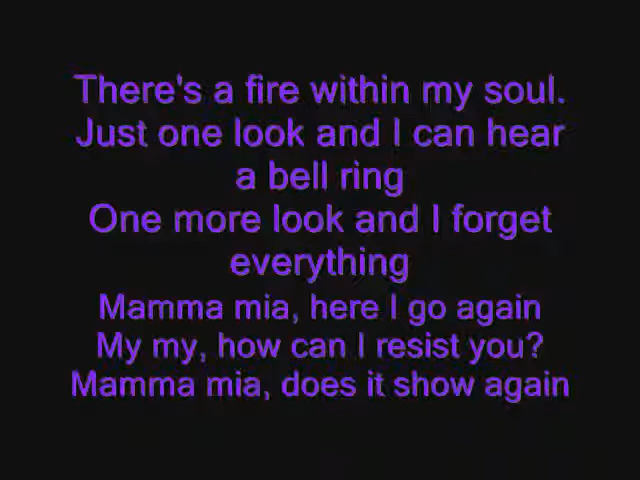 There's a fire within my soul.
Just one look and I can hear
a bell ring
One more look and I forget
everything
Mamma mia, here I go again
My my, how can I resist you?
Mamma mia, does it show again